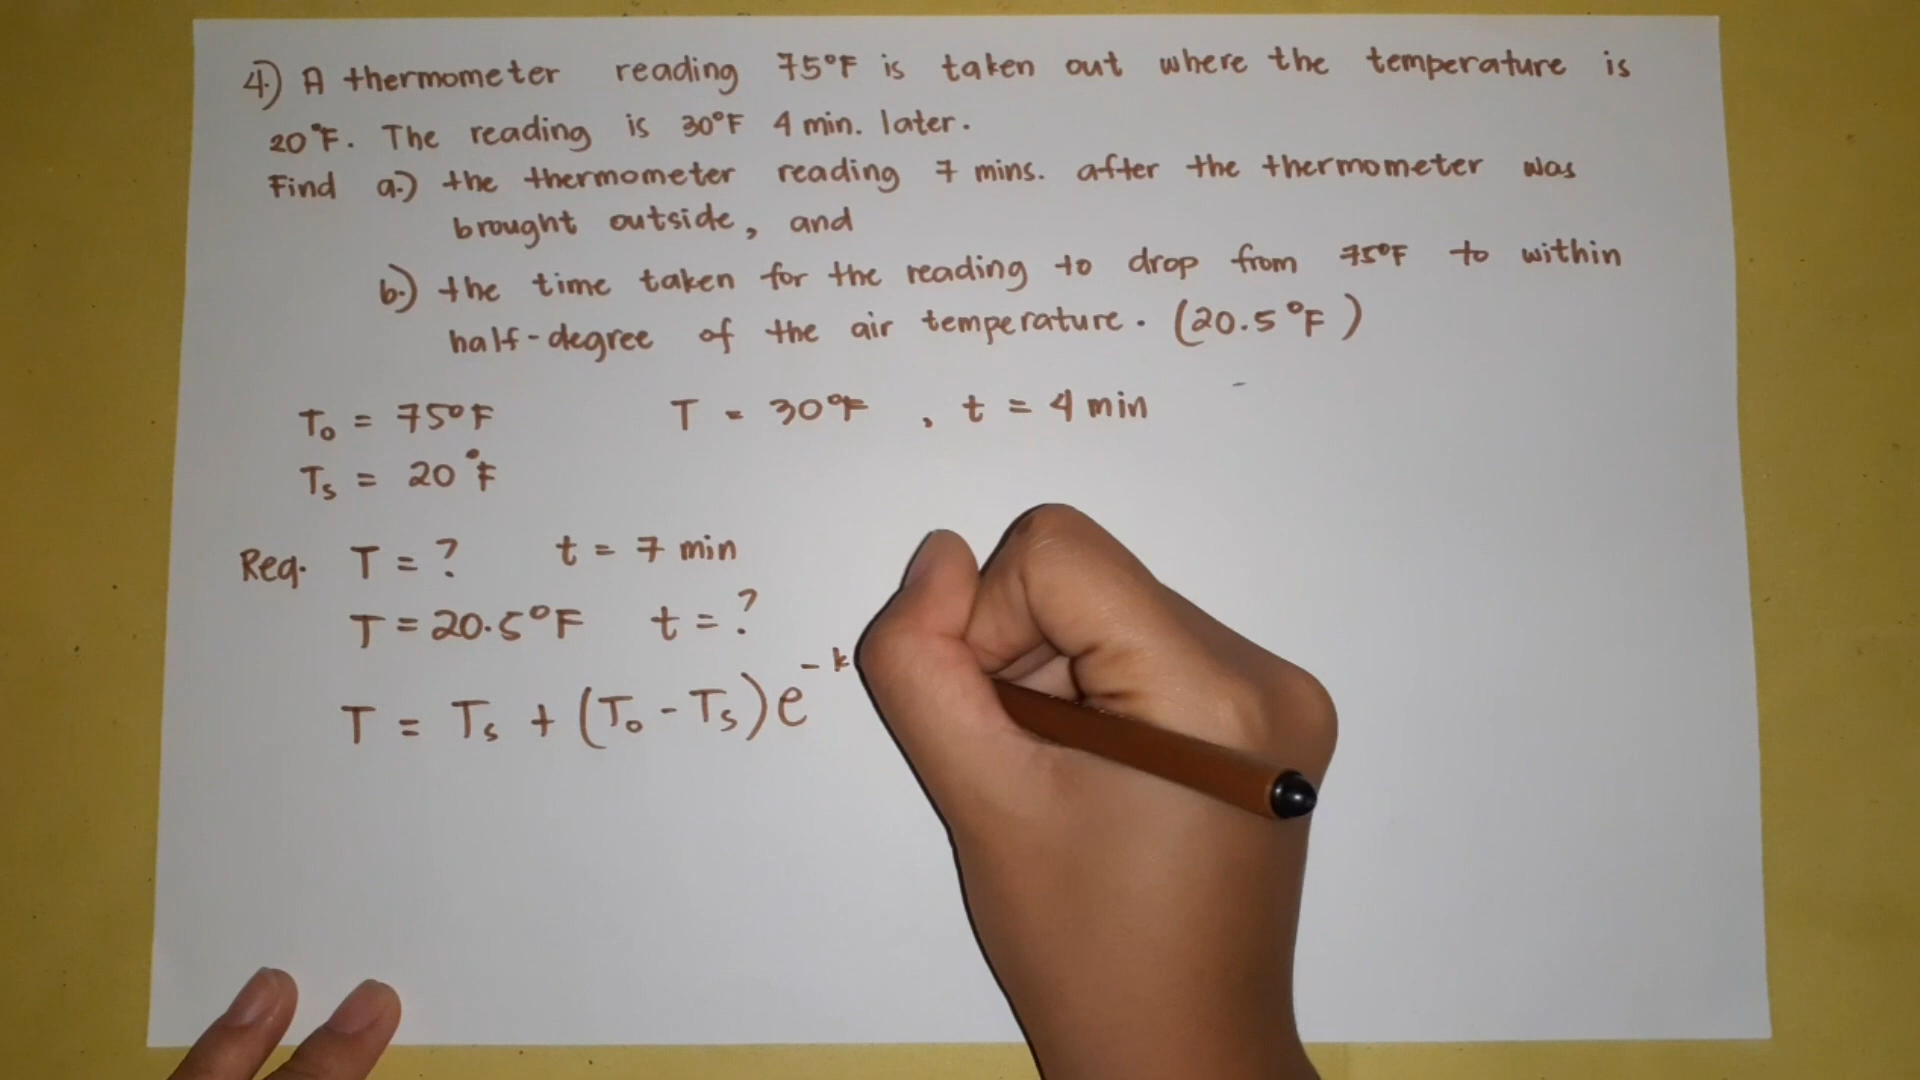 4.) A thermometer reading 75°F is taken out where the temperature is
20°F. The reading is 30°F 4 min. later.
Find a.) the thermometer reading 7 mins. after the thermometer was
brought outside, and
b.) the time taken for the reading to drop from 75°F to within
half-degree of the air temperature. (20.5°F)
T₀ = 75°F T = 30°F , t = 4 min
Tₛ = 20°F
Req. T = ? t = 7 min
T = 20.5°F t = ?
T = Tₛ + (T₀ - Tₛ)e^-k